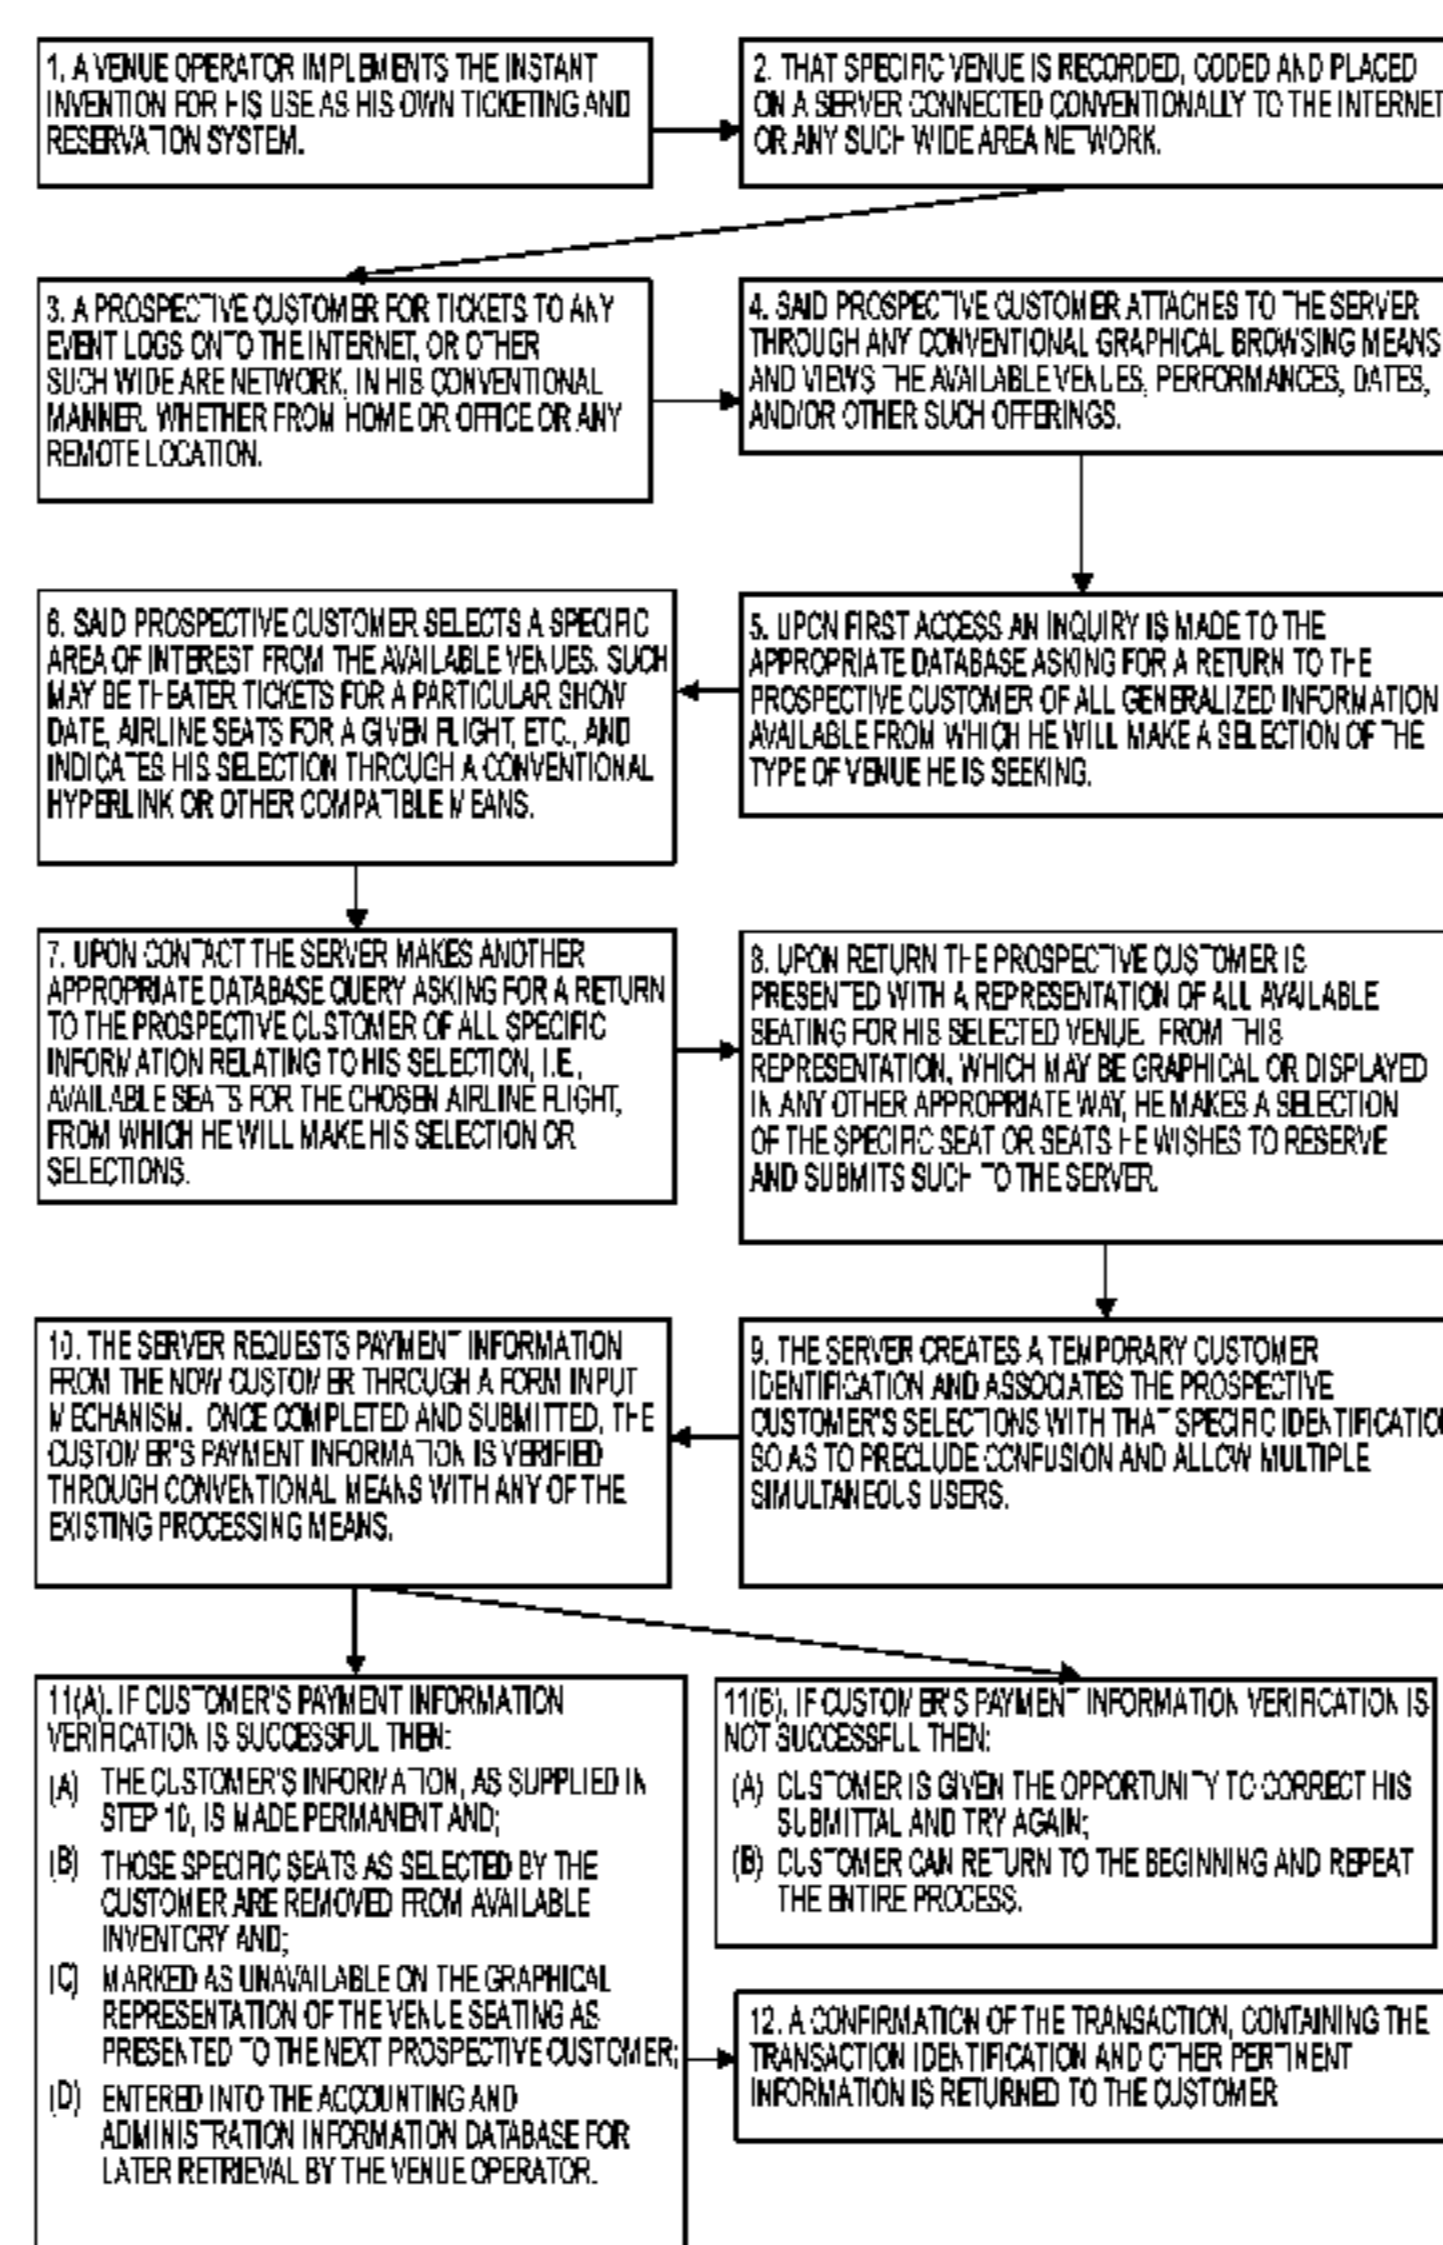 1. A VENUE OPERATOR IMPLEMENTS THE INSTANT
INVENTION FOR HIS USE AS HIS OWN TICKETING AND
RESERVATION SYSTEM.
2. THAT SPECIFIC VENUE IS RECORDED, CODED AND PLACED
ON A SERVER CONNECTED CONVENTIONALLY TO THE INTERNET
OR ANY SUCH WIDE AREA NETWORK.
3. A PROSPECTIVE CUSTOMER FOR TICKETS TO ANY
EVENT LOGS ONTO THE INTERNET, OR OTHER
SUCH WIDE ARE NETWORK, IN HIS CONVENTIONAL
MANNER, WHETHER FROM HOME OR OFFICE OR ANY
REMOTE LOCATION.
4. SAID PROSPECTIVE CUSTOMER ATTACHES TO THE SERVER
THROUGH ANY CONVENTIONAL GRAPHICAL BROWSING MEANS
AND VIEWS THE AVAILABLE VENUES, PERFORMANCES, DATES,
AND/OR OTHER SUCH OFFERINGS.
5. UPON FIRST ACCESS AN INQUIRY IS MADE TO THE
APPROPRIATE DATABASE ASKING FOR A RETURN TO THE
PROSPECTIVE CUSTOMER OF ALL GENERALIZED INFORMATION
AVAILABLE FROM WHICH HE WILL MAKE A SELECTION OF THE
TYPE OF VENUE HE IS SEEKING.
6. SAID PROSPECTIVE CUSTOMER SELECTS A SPECIFIC
AREA OF INTEREST FROM THE AVAILABLE VENUES. SUCH
MAY BE THEATER TICKETS FOR A PARTICULAR SHOW
DATE, AIRLINE SEATS FOR A GIVEN FLIGHT, ETC., AND
INDICATES HIS SELECTION THROUGH A CONVENTIONAL
HYPERLINK OR OTHER COMPATIBLE MEANS.
7. UPON CONTACT THE SERVER MAKES ANOTHER
APPROPRIATE DATABASE QUERY ASKING FOR A RETURN
TO THE PROSPECTIVE CUSTOMER OF ALL SPECIFIC
INFORMATION RELATING TO HIS SELECTION, I.E.,
AVAILABLE SEATS FOR THE CHOSEN AIRLINE FLIGHT,
FROM WHICH HE WILL MAKE HIS SELECTION OR
SELECTIONS.
8. UPON RETURN THE PROSPECTIVE CUSTOMER IS
PRESENTED WITH A REPRESENTATION OF ALL AVAILABLE
SEATING FOR HIS SELECTED VENUE. FROM THIS
REPRESENTATION, WHICH MAY BE GRAPHICAL OR DISPLAYED
IN ANY OTHER APPROPRIATE WAY, HE MAKES A SELECTION
OF THE SPECIFIC SEAT OR SEATS HE WISHES TO RESERVE
AND SUBMITS SUCH TO THE SERVER.
9. THE SERVER CREATES A TEMPORARY CUSTOMER
IDENTIFICATION AND ASSOCIATES THE PROSPECTIVE
CUSTOMER'S SELECTIONS WITH THAT SPECIFIC IDENTIFICATIO
SO AS TO PRECLUDE CONFUSION AND ALLOW MULTIPLE
SIMULTANEOUS USERS.
10. THE SERVER REQUESTS PAYMENT INFORMATION
FROM THE NOW CUSTOMER THROUGH A FORM INPUT
MECHANISM. ONCE COMPLETED AND SUBMITTED, THE
CUSTOMER'S PAYMENT INFORMATION IS VERIFIED
THROUGH CONVENTIONAL MEANS WITH ANY OF THE
EXISTING PROCESSING MEANS.
11(A). IF CUSTOMER'S PAYMENT INFORMATION
VERIFICATION IS SUCCESSFUL THEN:
(A) THE CUSTOMER'S INFORMATION, AS SUPPLIED IN
STEP 10, IS MADE PERMANENT AND;
(B) THOSE SPECIFIC SEATS AS SELECTED BY THE
CUSTOMER ARE REMOVED FROM AVAILABLE
INVENTORY AND;
(C) MARKED AS UNAVAILABLE ON THE GRAPHICAL
REPRESENTATION OF THE VENUE SEATING AS
PRESENTED TO THE NEXT PROSPECTIVE CUSTOMER;
(D) ENTERED INTO THE ACCOUNTING AND
ADMINISTRATION INFORMATION DATABASE FOR
LATER RETRIEVAL BY THE VENUE OPERATOR.
11(B). IF CUSTOMER'S PAYMENT INFORMATION VERIFICATION IS
NOT SUCCESSFUL THEN:
(A) CUSTOMER IS GIVEN THE OPPORTUNITY TO CORRECT HIS
SUBMITTAL AND TRY AGAIN;
(B) CUSTOMER CAN RETURN TO THE BEGINNING AND REPEAT
THE ENTIRE PROCESS.
12. A CONFIRMATION OF THE TRANSACTION, CONTAINING THE
TRANSACTION IDENTIFICATION AND OTHER PERTINENT
INFORMATION IS RETURNED TO THE CUSTOMER